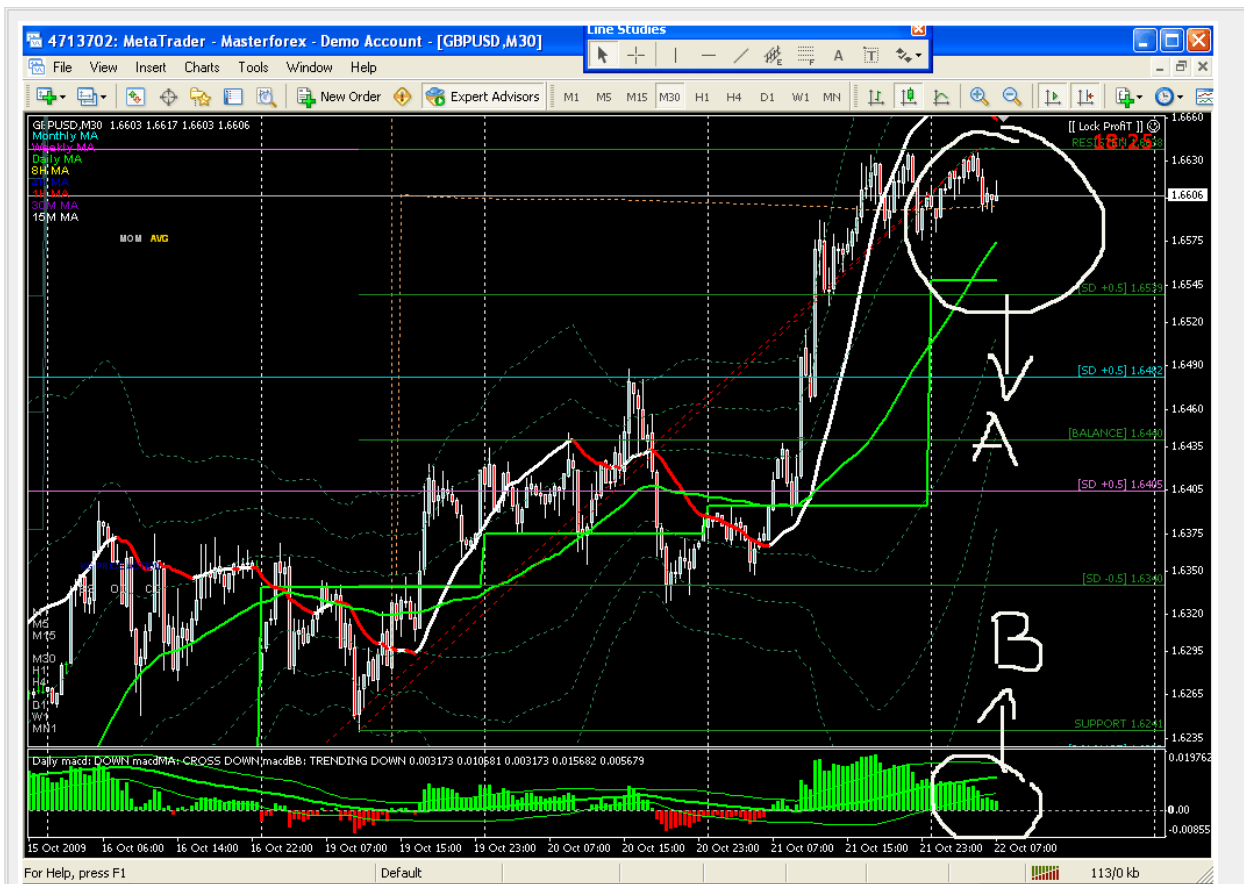 4713702: MetaTrader - Masterforex - Demo Account - [GBPUSD,M30]
Line Studies
File View Insert Charts Tools Window Help
New Order Expert Advisors M1 M5 M15 M30 H1 H4 D1 W1 MN
GBPUSD,M30 1.6603 1.6617 1.6603 1.6606
[[ Lock ProfiT ]]
Monthly MA
Weekly MA
18:25
Daily MA
8H MA
1H MA
30M MA
15M MA
MOM AVG
1.6660
1.6630
1.6606
1.6575
1.6545
1.6520
1.6490
1.6460
1.6435
1.6405
1.6375
1.6350
1.6320
1.6295
1.6265
1.6235
[SD +0.5] 1.6539
[SD +0.5] 1.6482
A
[BALANCE] 1.6440
[SD +0.5] 1.6405
[SD -0.5] 1.6340
B
SUPPORT 1.6241
M5
M15
M30
H1
H4
D1
W1
MN1
Daily macd: DOWN macdMA: CROSS DOWN macdBB: TRENDING DOWN 0.003173 0.010681 0.003173 0.015682 0.005679
0.019762
0.00
-0.00855
15 Oct 2009 16 Oct 06:00 16 Oct 14:00 16 Oct 22:00 19 Oct 07:00 19 Oct 15:00 19 Oct 23:00 20 Oct 07:00 20 Oct 15:00 20 Oct 23:00 21 Oct 07:00 21 Oct 15:00 21 Oct 23:00 22 Oct 07:00
For Help, press F1
Default
113/0 kb